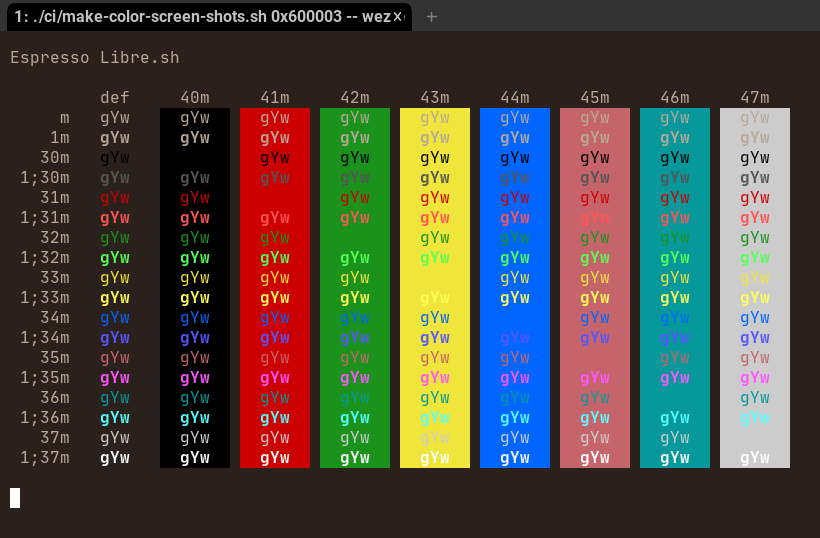 1: ./ci/make-color-screen-shots.sh 0x600003 -- wez
Espresso Libre.sh
def 40m 41m 42m 43m 44m 45m 46m 47m
m gYw gYw gYw gYw gYw gYw gYw gYw gYw
1m gYw gYw gYw gYw gYw gYw gYw gYw gYw
30m gYw gYw gYw gYw gYw gYw gYw gYw
1;30m gYw gYw gYw gYw gYw gYw gYw gYw gYw
31m gYw gYw gYw gYw gYw gYw gYw gYw
1;31m gYw gYw gYw gYw gYw gYw gYw gYw gYw
32m gYw gYw gYw gYw gYw gYw gYw gYw
1;32m gYw gYw gYw gYw gYw gYw gYw gYw gYw
33m gYw gYw gYw gYw gYw gYw gYw gYw
1;33m gYw gYw gYw gYw gYw gYw gYw gYw gYw
34m gYw gYw gYw gYw gYw gYw gYw gYw
1;34m gYw gYw gYw gYw gYw gYw gYw gYw gYw
35m gYw gYw gYw gYw gYw gYw gYw gYw
1;35m gYw gYw gYw gYw gYw gYw gYw gYw gYw
36m gYw gYw gYw gYw gYw gYw gYw gYw
1;36m gYw gYw gYw gYw gYw gYw gYw gYw gYw
37m gYw gYw gYw gYw gYw gYw gYw gYw
1;37m gYw gYw gYw gYw gYw gYw gYw gYw gYw